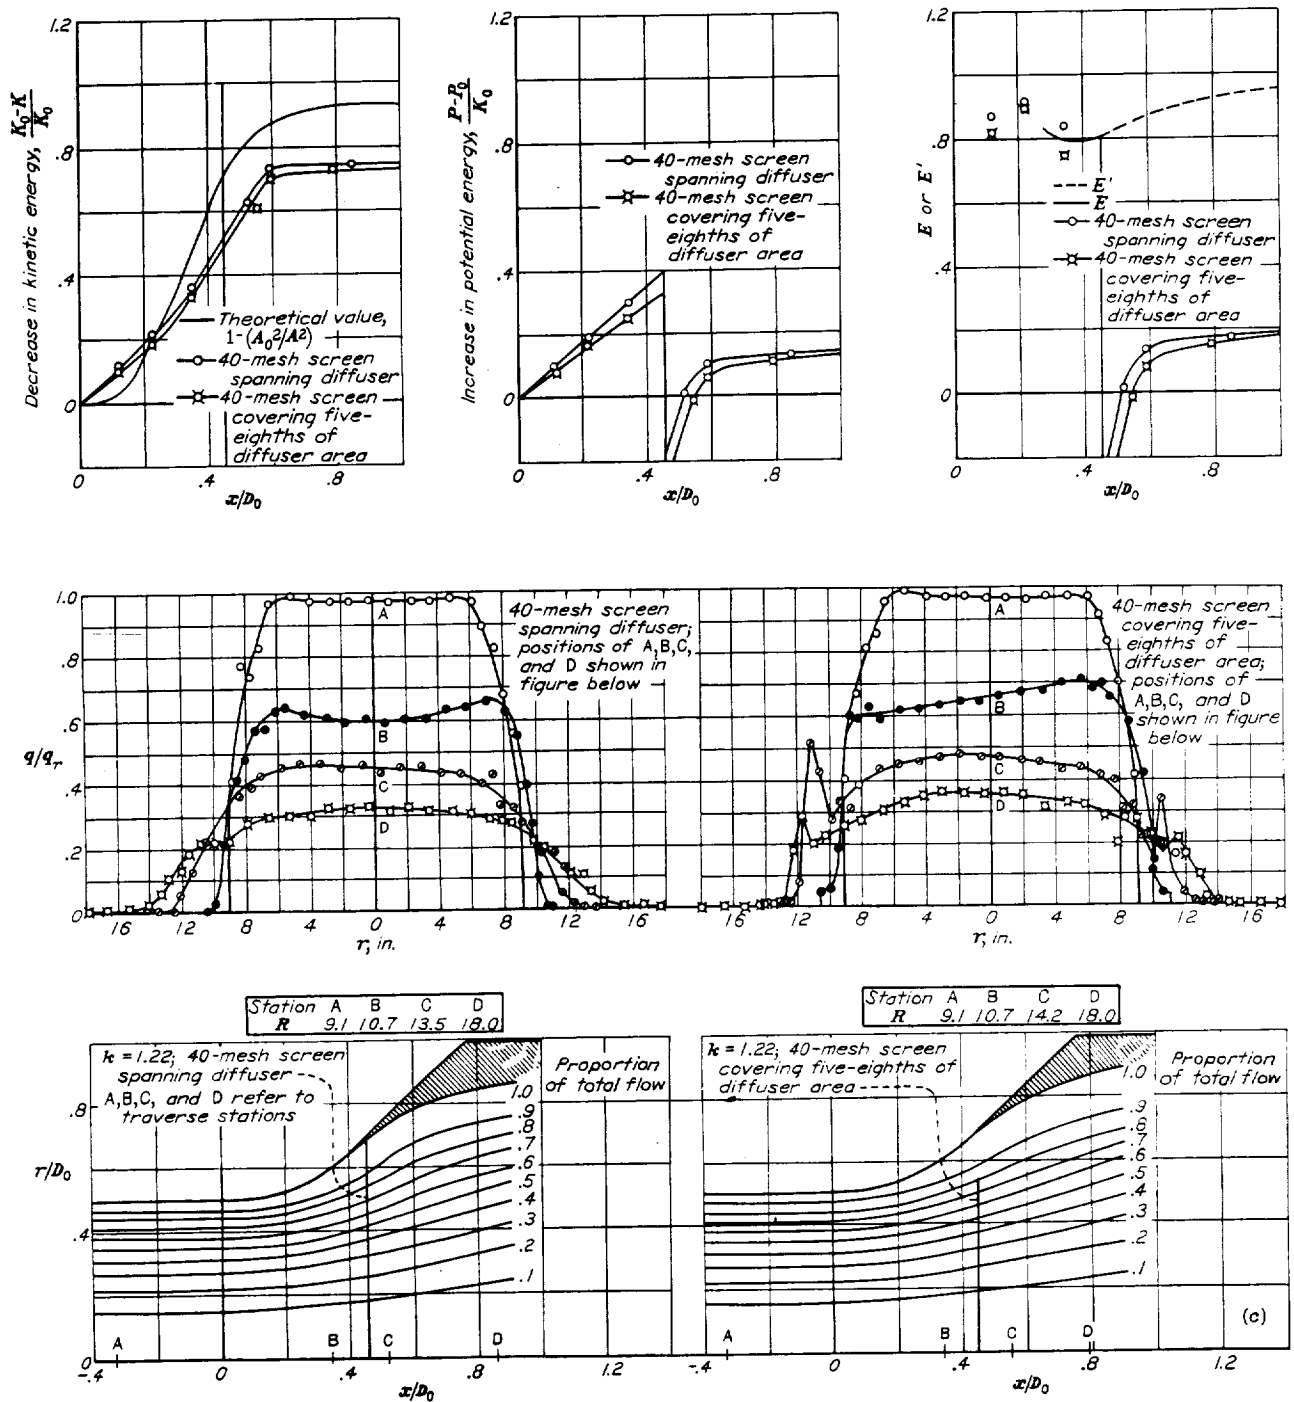 1.2
.8
.4
0
Decrease in kinetic energy, K₀-K/K₀
Theoretical value,
1-(A₀²/A²)
40-mesh screen
spanning diffuser
40-mesh screen
covering five-
eighths of
diffuser area
0
.4
.8
x/D₀
1.2
.8
.4
0
Increase in potential energy, P-P₀/K₀
40-mesh screen
spanning diffuser
40-mesh screen
covering five-
eighths of
diffuser area
0
.4
.8
x/D₀
1.2
.8
.4
0
E or E'
E'
E
40-mesh screen
spanning diffuser
40-mesh screen
covering five-
eighths of
diffuser area
0
.4
.8
x/D₀
1.0
.8
.6
.4
.2
0
q/qᵣ
A
B
C
D
40-mesh screen
spanning diffuser;
positions of A,B,C,
and D shown in
figure below
16 12 8 4 0 4 8 12 16
r, in.
A
B
C
D
40-mesh screen
covering five-
eighths of
diffuser area;
positions of
A,B,C, and D
shown in figure
below
16 12 8 4 0 4 8 12 16
r, in.
Station A B C D
R 9.1 10.7 13.5 18.0
k = 1.22; 40-mesh screen
spanning diffuser
A,B,C, and D refer to
traverse stations
Proportion
of total flow
1.0
.9
.8
.7
.6
.5
.4
.3
.2
.1
.8
r/D₀
.4
0
A B C D
-.4 0 .4 .8 1.2
x/D₀
Station A B C D
R 9.1 10.7 14.2 18.0
k = 1.22; 40-mesh screen
covering five-eighths of
diffuser area
Proportion
of total flow
1.0
.9
.8
.7
.6
.5
.4
.3
.2
.1
(c)
A B C D
-.4 0 .4 .8 1.2
x/D₀